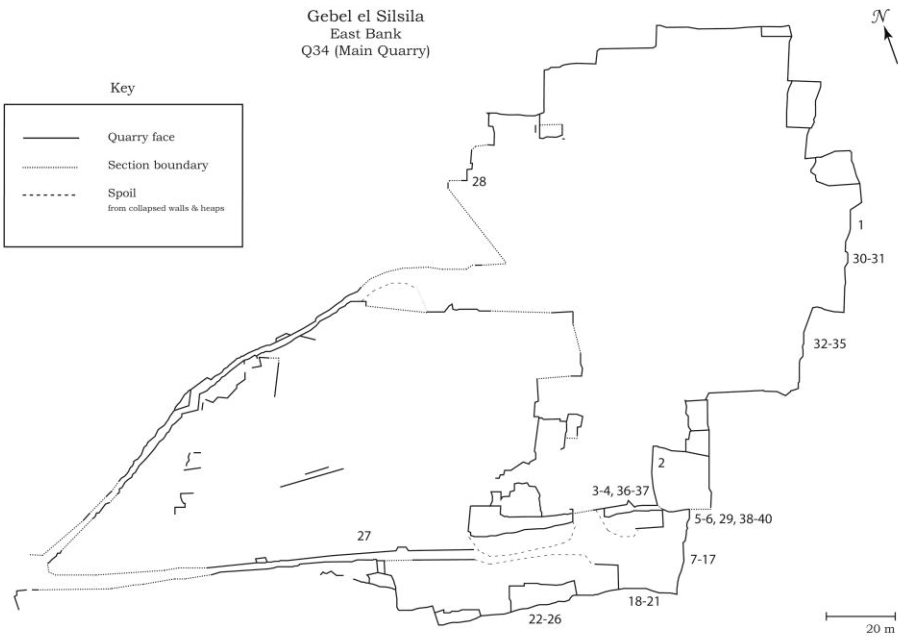 Gebel el Silsila
East Bank
Q34 (Main Quarry)
N
Key
Quarry face
Section boundary
Spoil
from collapsed walls & heaps
28
1
30-31
32-35
2
3-4, 36-37
5-6, 29, 38-40
27
7-17
18-21
22-26
20 m